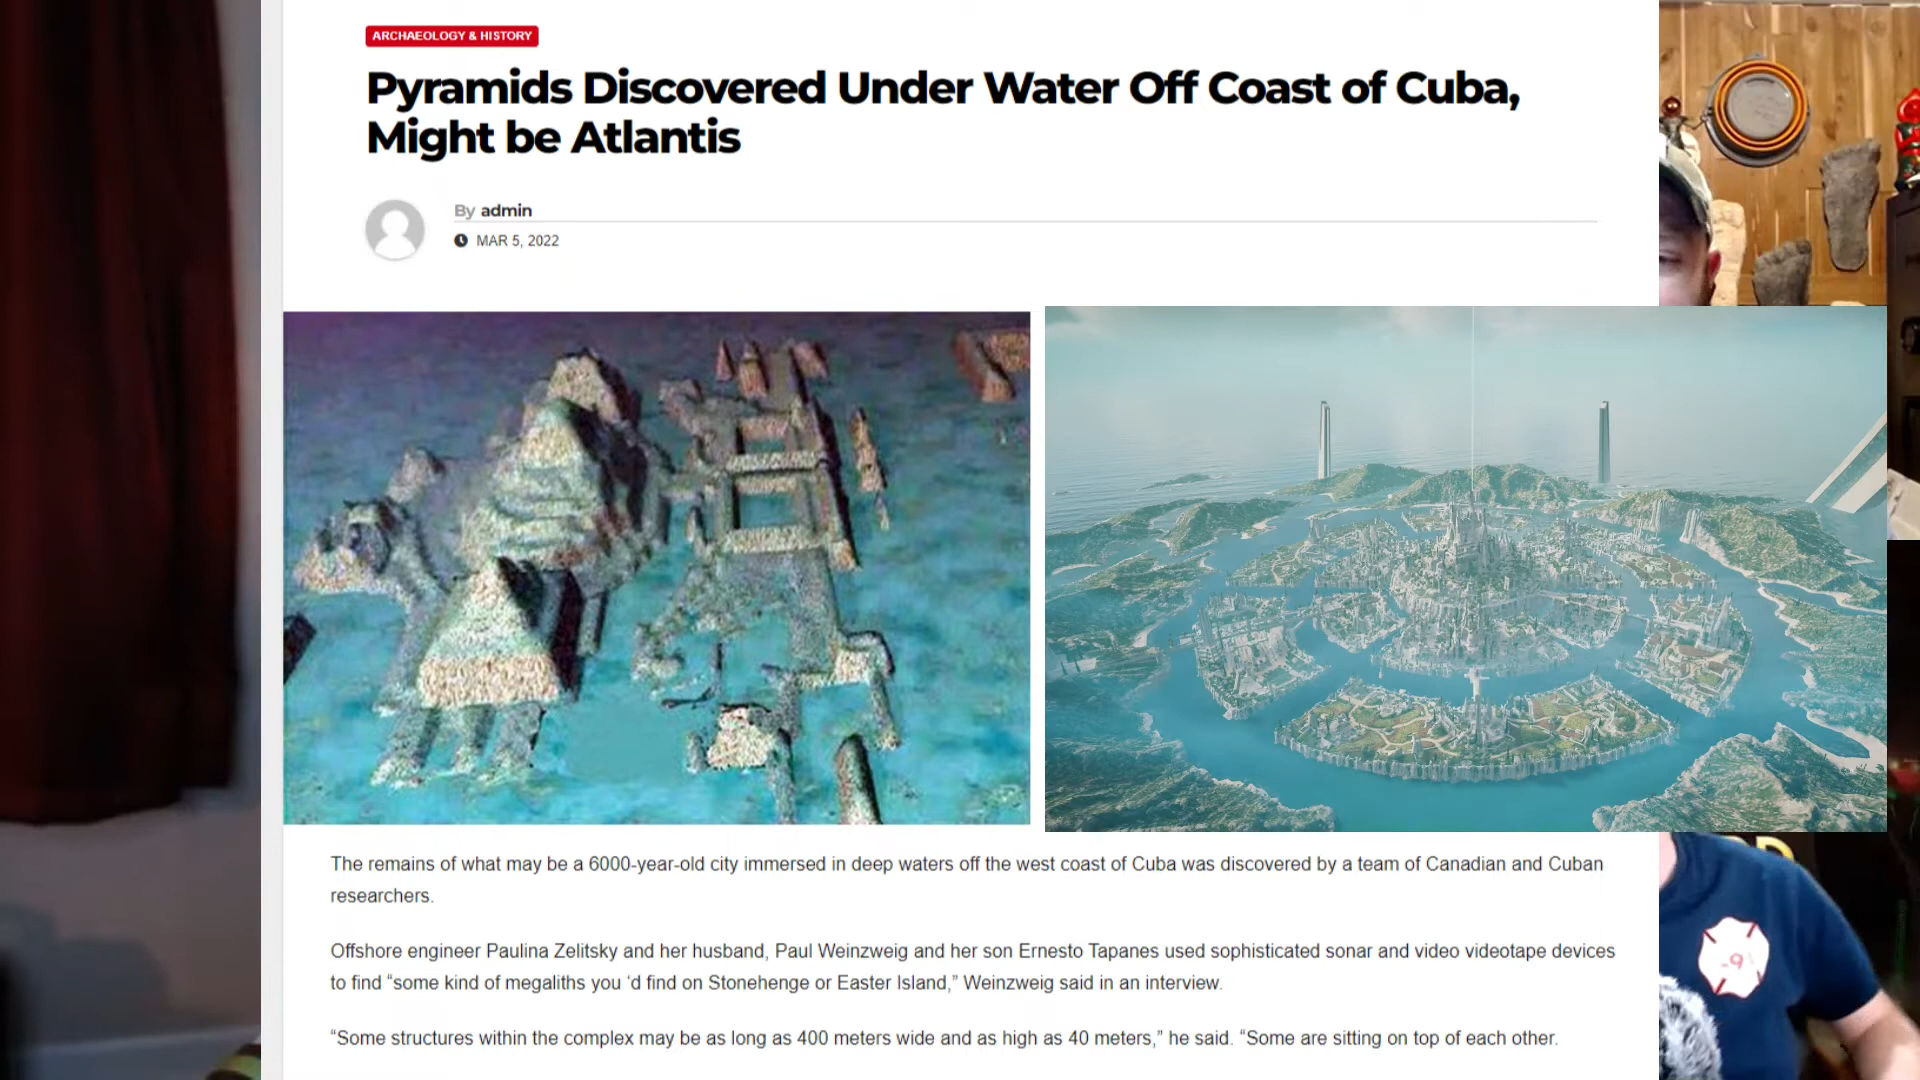 ARCHAEOLOGY & HISTORY
Pyramids Discovered Under Water Off Coast of Cuba,
Might be Atlantis
By admin
MAR 5, 2022
The remains of what may be a 6000-year-old city immersed in deep waters off the west coast of Cuba was discovered by a team of Canadian and Cuban
researchers.
Offshore engineer Paulina Zelitsky and her husband, Paul Weinzweig and her son Ernesto Tapanes used sophisticated sonar and video videotape devices
to find “some kind of megaliths you ‘d find on Stonehenge or Easter Island,” Weinzweig said in an interview.
“Some structures within the complex may be as long as 400 meters wide and as high as 40 meters,” he said. “Some are sitting on top of each other.